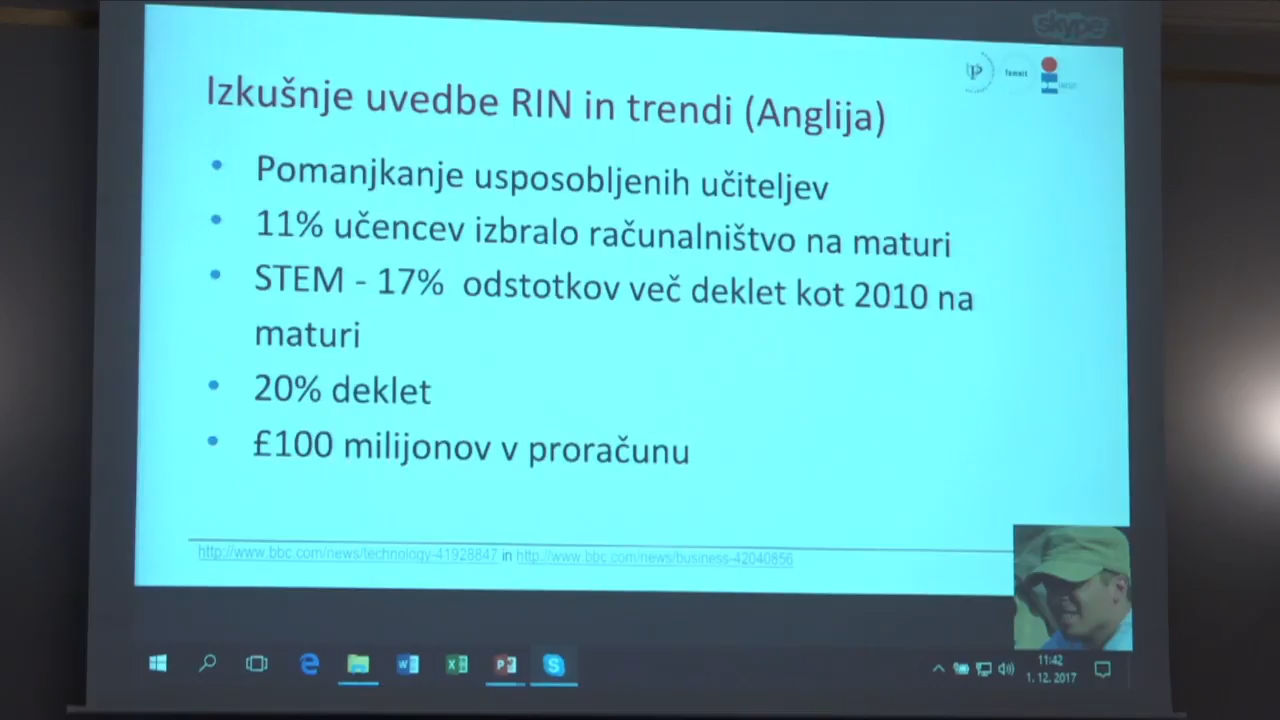 skype
Izkušnje uvedbe RIN in trendi (Anglija)
Pomanjkanje usposobljenih učiteljev
11% učencev izbralo računalništvo na maturi
STEM - 17% odstotkov več deklet kot 2010 na
maturi
20% deklet
£100 milijonov v proračunu
http://www.bbc.com/news/technology-41928847 in http://www.bbc.com/news/business-42040856
11:42
1. 12. 2017